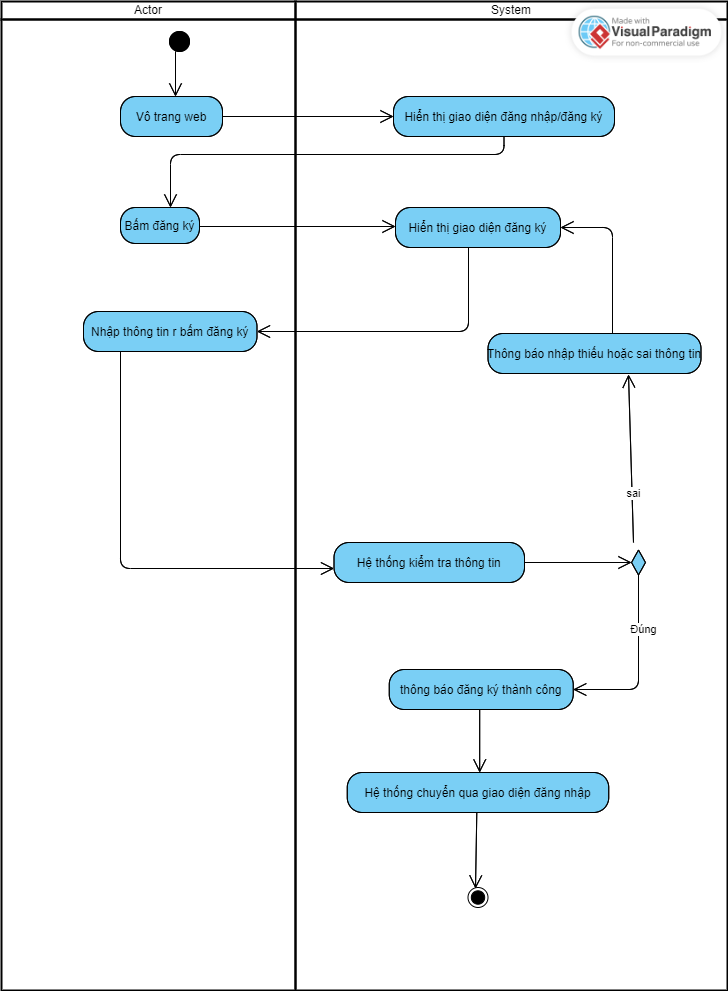 Actor
System
Made with
Visual Paradigm
For non-commercial use
Vô trang web
Hiển thị giao diện đăng nhập/đăng ký
Bấm đăng ký
Hiển thị giao diện đăng ký
Nhập thông tin r bấm đăng ký
Thông báo nhập thiếu hoặc sai thông tin
sai
Hệ thống kiểm tra thông tin
Đúng
thông báo đăng ký thành công
Hệ thống chuyển qua giao diện đăng nhập